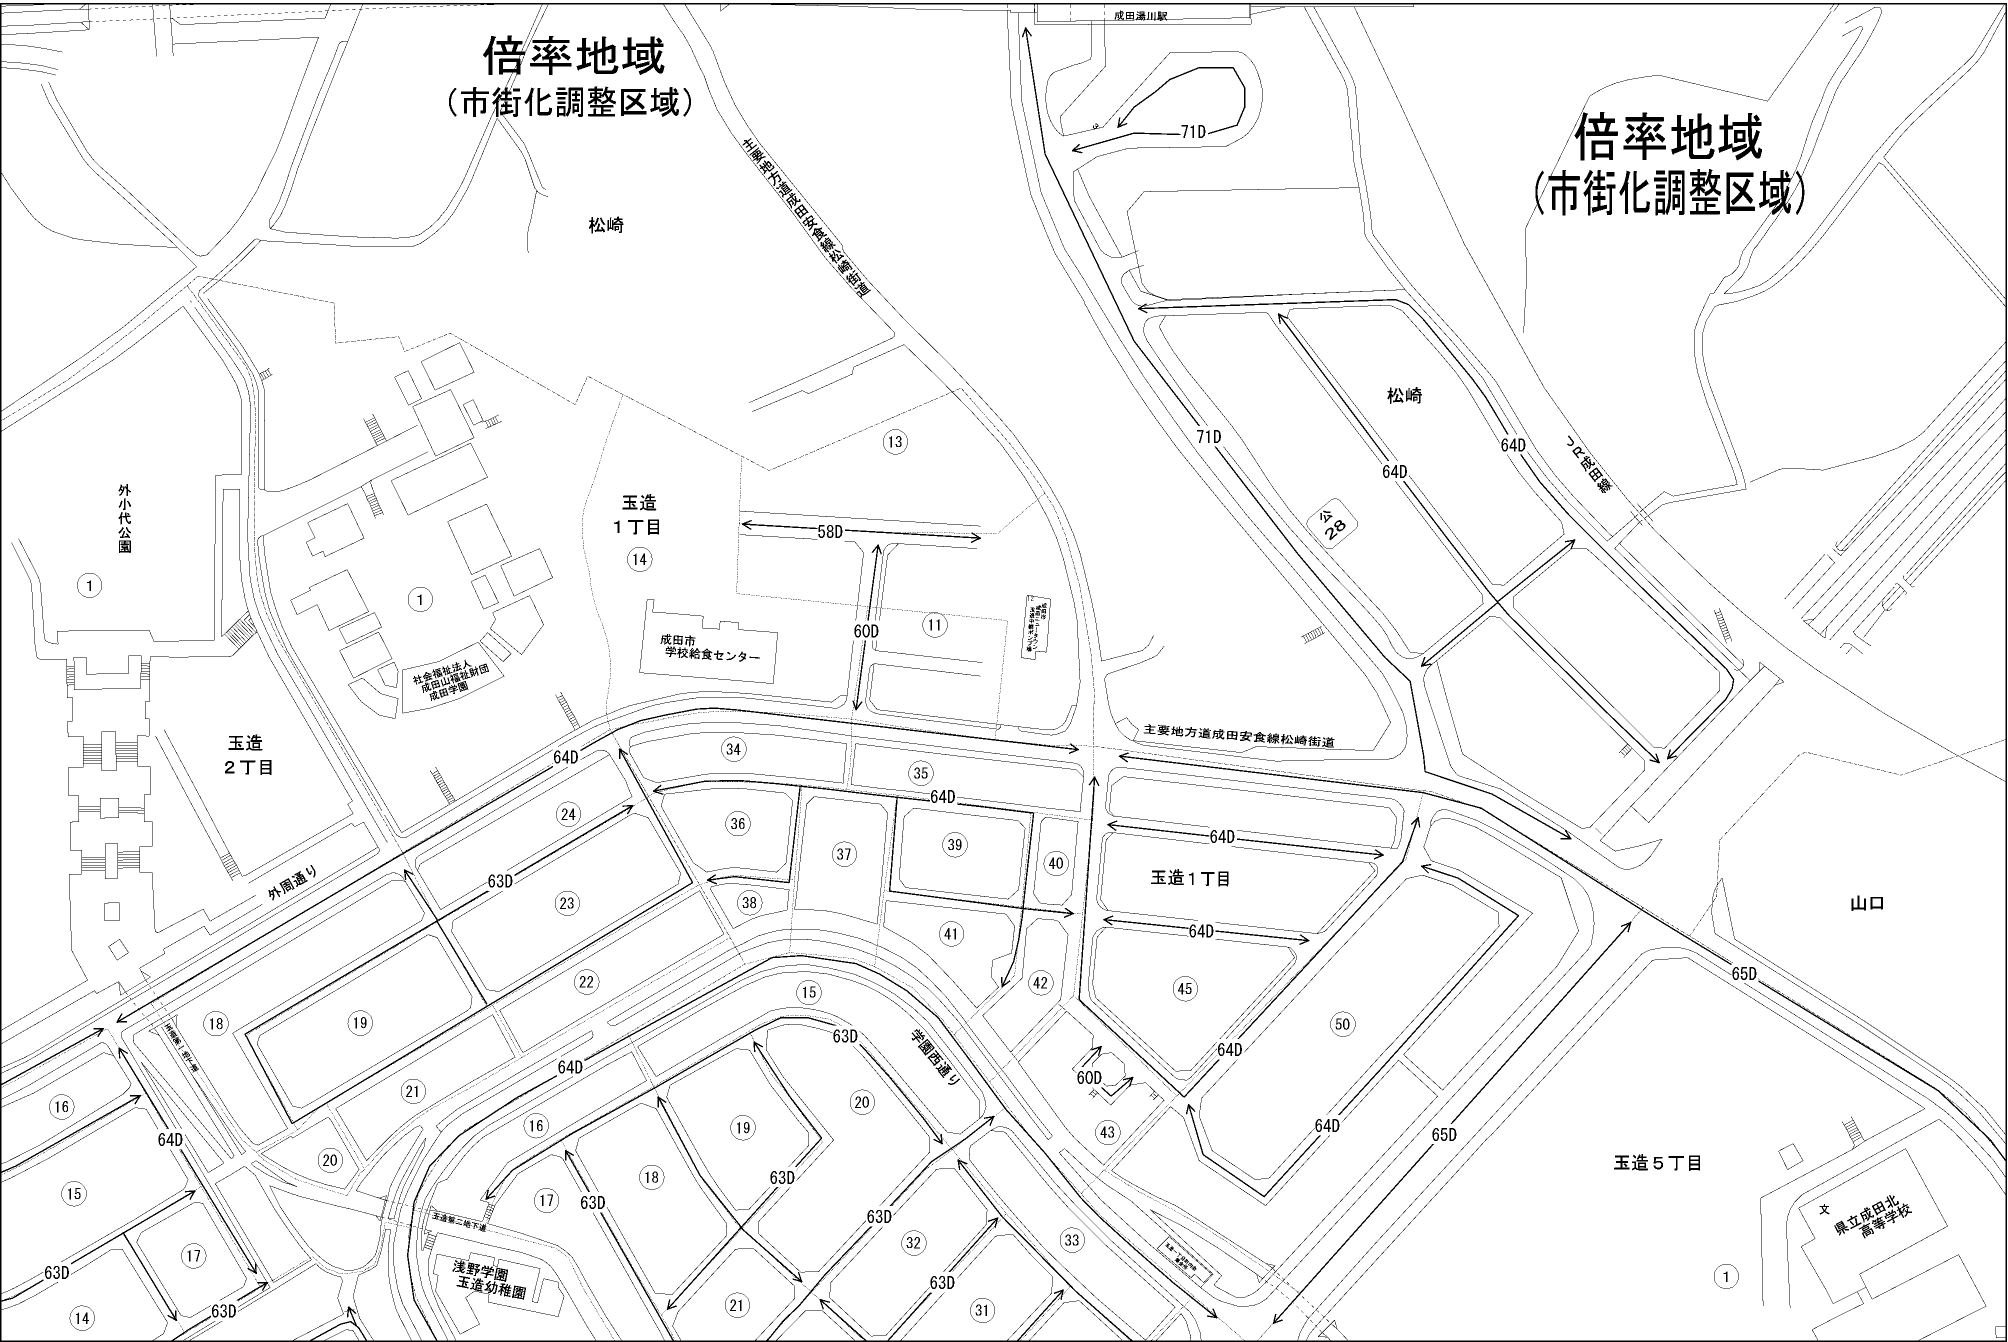 成田湯川駅
倍率地域
（市街化調整区域）
倍率地域
（市街化調整区域）
71D
主要地方道成田安食線松崎街道
松崎
松崎
71D
64D
64D
JR成田線
公
28
13
外小代公園
玉造
1丁目
14
58D
1
1
11
60D
成田市
学校給食センター
社会福祉法人
成田山福祉財団
成田学園
玉造
2丁目
主要地方道成田安食線松崎街道
64D
34
35
64D
24
36
37
39
40
64D
玉造1丁目
外周通り
63D
23
38
41
64D
山口
65D
22
42
45
50
15
18
19
学園西通り
63D
64D
64D
60D
21
16
20
19
43
64D
65D
16
64D
20
18
63D
玉造5丁目
15
17
63D
63D
玉造第二地下道
32
33
文
県立成田北
高等学校
17
63D
浅野学園
玉造幼稚園
63D
1
14
63D
21
31